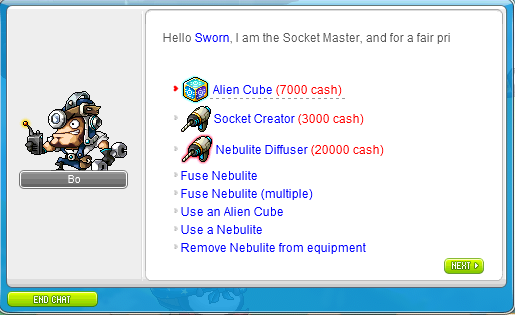 Hello Sworn, I am the Socket Master, and for a fair pri
Alien Cube (7000 cash)
Socket Creator (3000 cash)
Nebulite Diffuser (20000 cash)
Fuse Nebulite
Fuse Nebulite (multiple)
Use an Alien Cube
Use a Nebulite
Remove Nebulite from equipment
Bo
NEXT
END CHAT